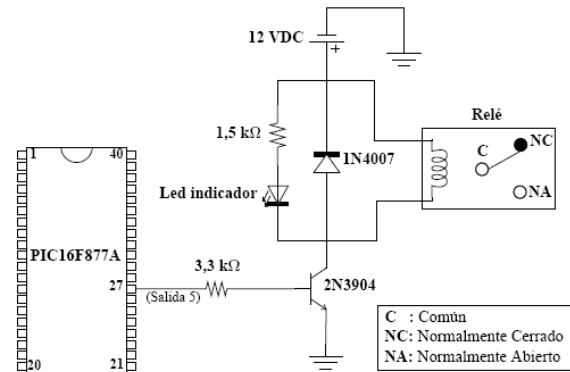 12 VDC
+
Relé
1,5 kΩ
1N4007
C
NC
NA
Led indicador
1
40
PIC16F877A
27
(Salida 5)
3,3 kΩ
2N3904
20
21
C : Común
NC: Normalmente Cerrado
NA: Normalmente Abierto